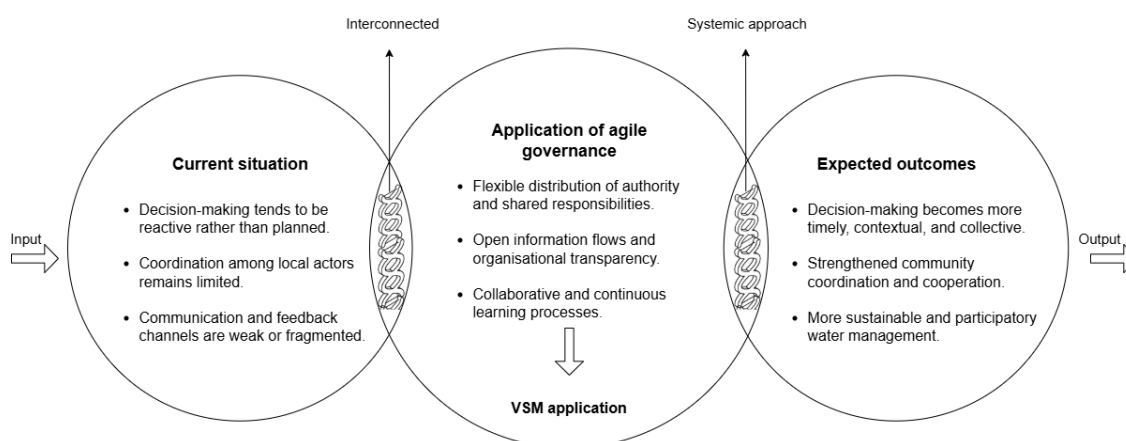 Interconnected
Systemic approach
Input
Current situation
• Decision-making tends to be
reactive rather than planned.
• Coordination among local actors
remains limited.
• Communication and feedback
channels are weak or fragmented.
Application of agile
governance
• Flexible distribution of authority
and shared responsibilities.
• Open information flows and
organisational transparency.
• Collaborative and continuous
learning processes.
VSM application
Expected outcomes
• Decision-making becomes more
timely, contextual, and collective.
• Strengthened community
coordination and cooperation.
• More sustainable and participatory
water management.
Output